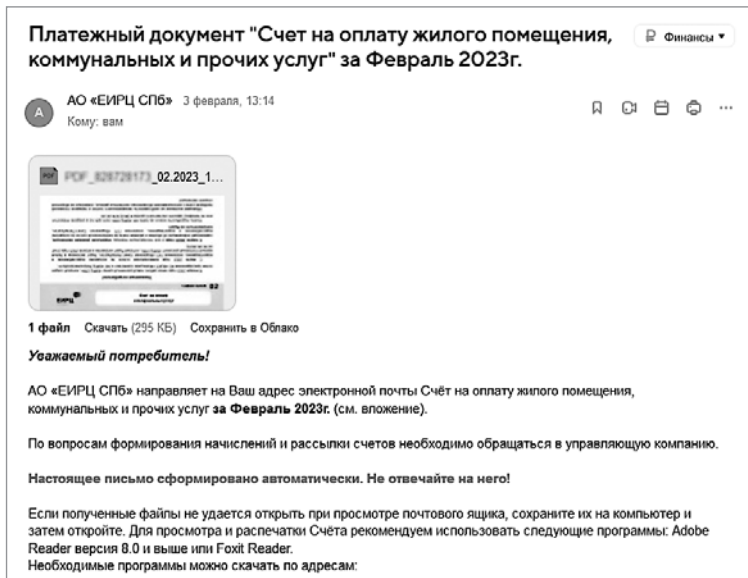 Платежный документ "Счет на оплату жилого помещения,
коммунальных и прочих услуг" за Февраль 2023г.
Финансы
А
АО «ЕИРЦ СПб» 3 февраля, 13:14
Кому: вам
PDF
_02.2023_1...
ЕИРЦ
1 файл Скачать (295 КБ) Сохранить в Облако
Уважаемый потребитель!
АО «ЕИРЦ СПб» направляет на Ваш адрес электронной почты Счёт на оплату жилого помещения,
коммунальных и прочих услуг за Февраль 2023г. (см. вложение).
По вопросам формирования начислений и рассылки счетов необходимо обращаться в управляющую компанию.
Настоящее письмо сформировано автоматически. Не отвечайте на него!
Если полученные файлы не удается открыть при просмотре почтового ящика, сохраните их на компьютер и
затем откройте. Для просмотра и распечатки Счёта рекомендуем использовать следующие программы: Adobe
Reader версия 8.0 и выше или Foxit Reader.
Необходимые программы можно скачать по адресам: